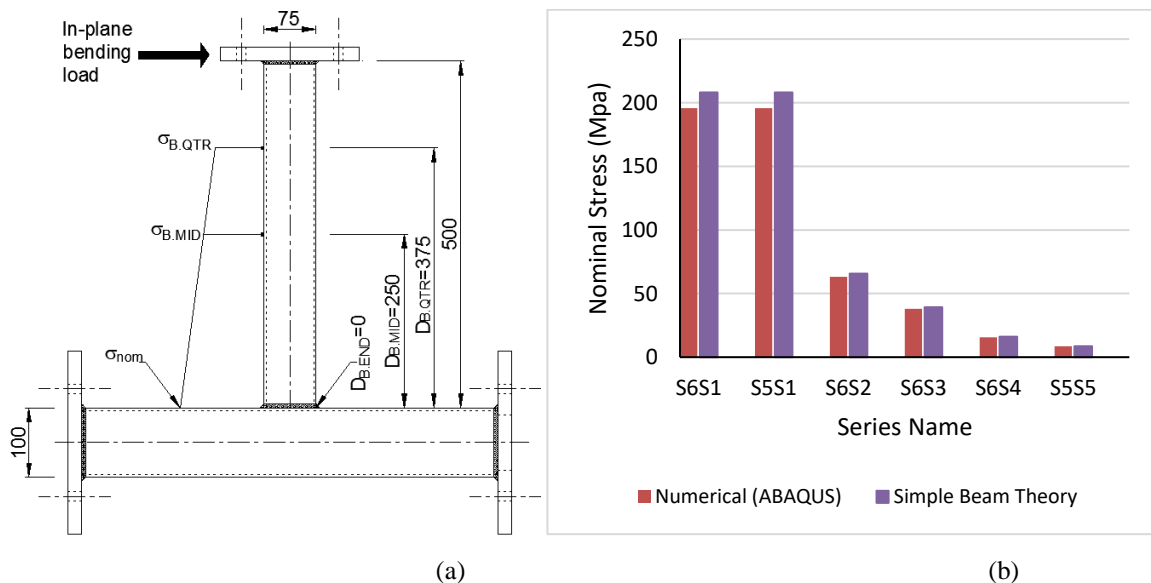 In-plane
bending
load
75
σB.QTR
σB.MID
σnom
500
DB.QTR=375
DB.MID=250
DB.END=0
100
(a)
Nominal Stress (Mpa)
250
200
150
100
50
0
S6S1 S5S1 S6S2 S6S3 S6S4 S5S5
Series Name
Numerical (ABAQUS) Simple Beam Theory
(b)